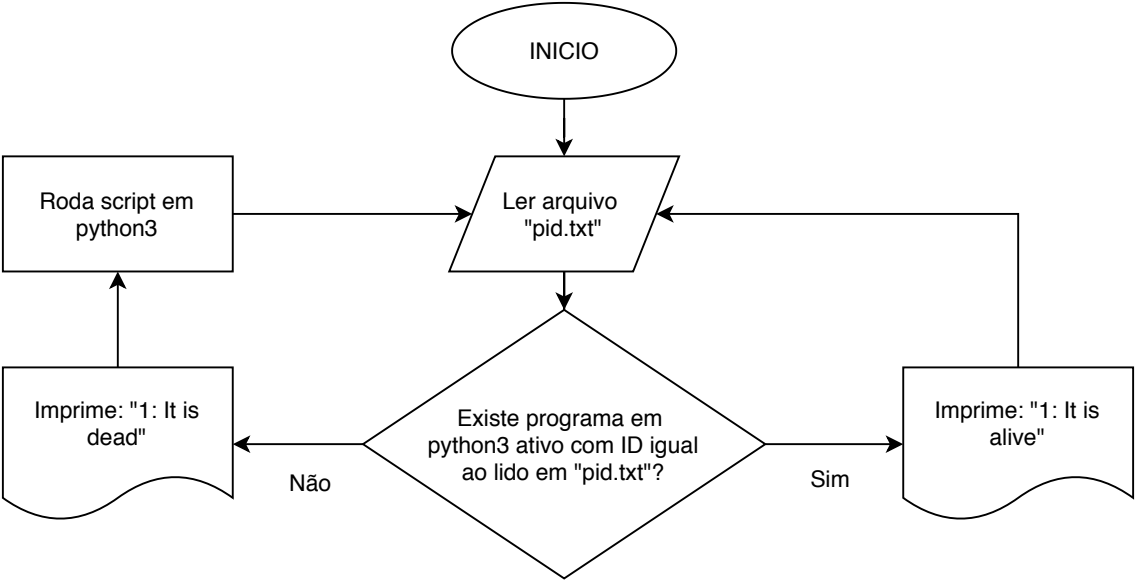 INICIO
Roda script em
python3
Ler arquivo
"pid.txt"
Imprime: "1: It is
dead"
Existe programa em
python3 ativo com ID igual
ao lido em "pid.txt"?
Imprime: "1: It is
alive"
Não
Sim